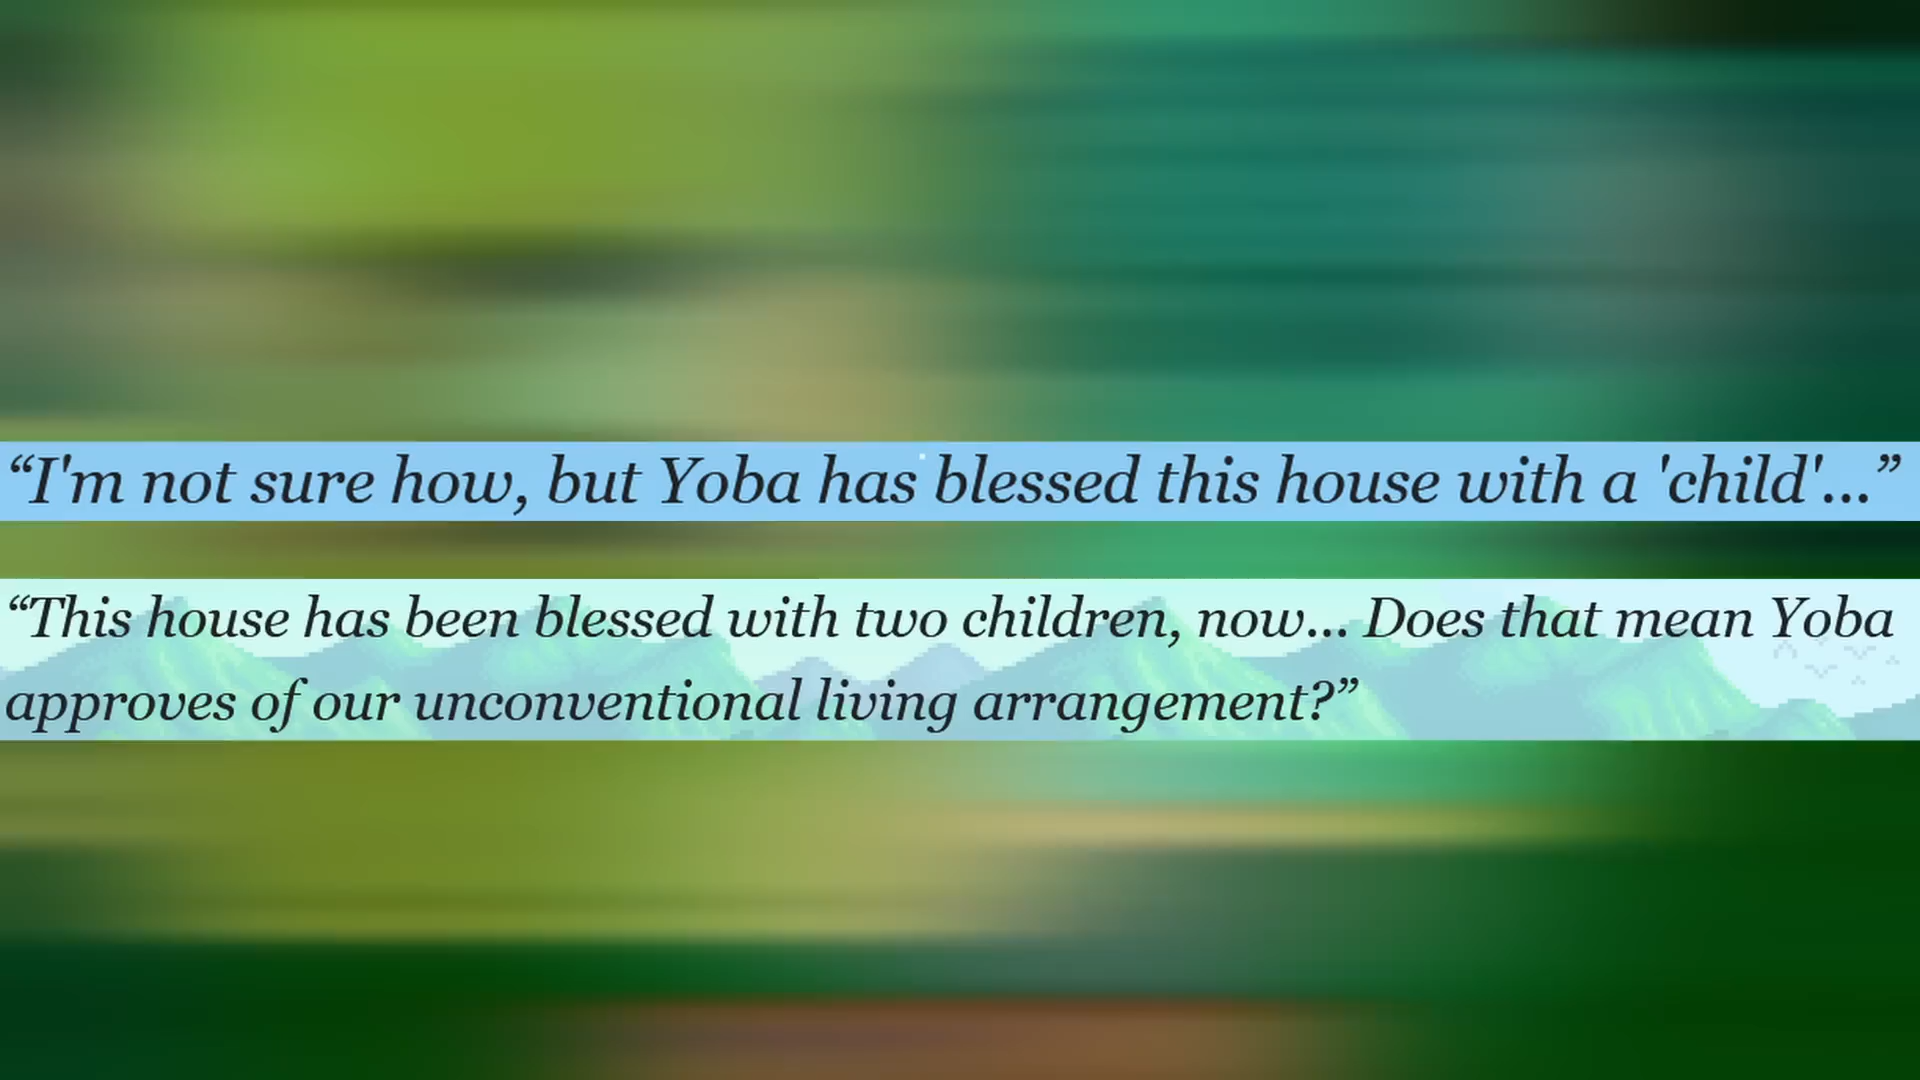 “I'm not sure how, but Yoba has blessed this house with a 'child'...”
“This house has been blessed with two children, now... Does that mean Yoba
approves of our unconventional living arrangement?”